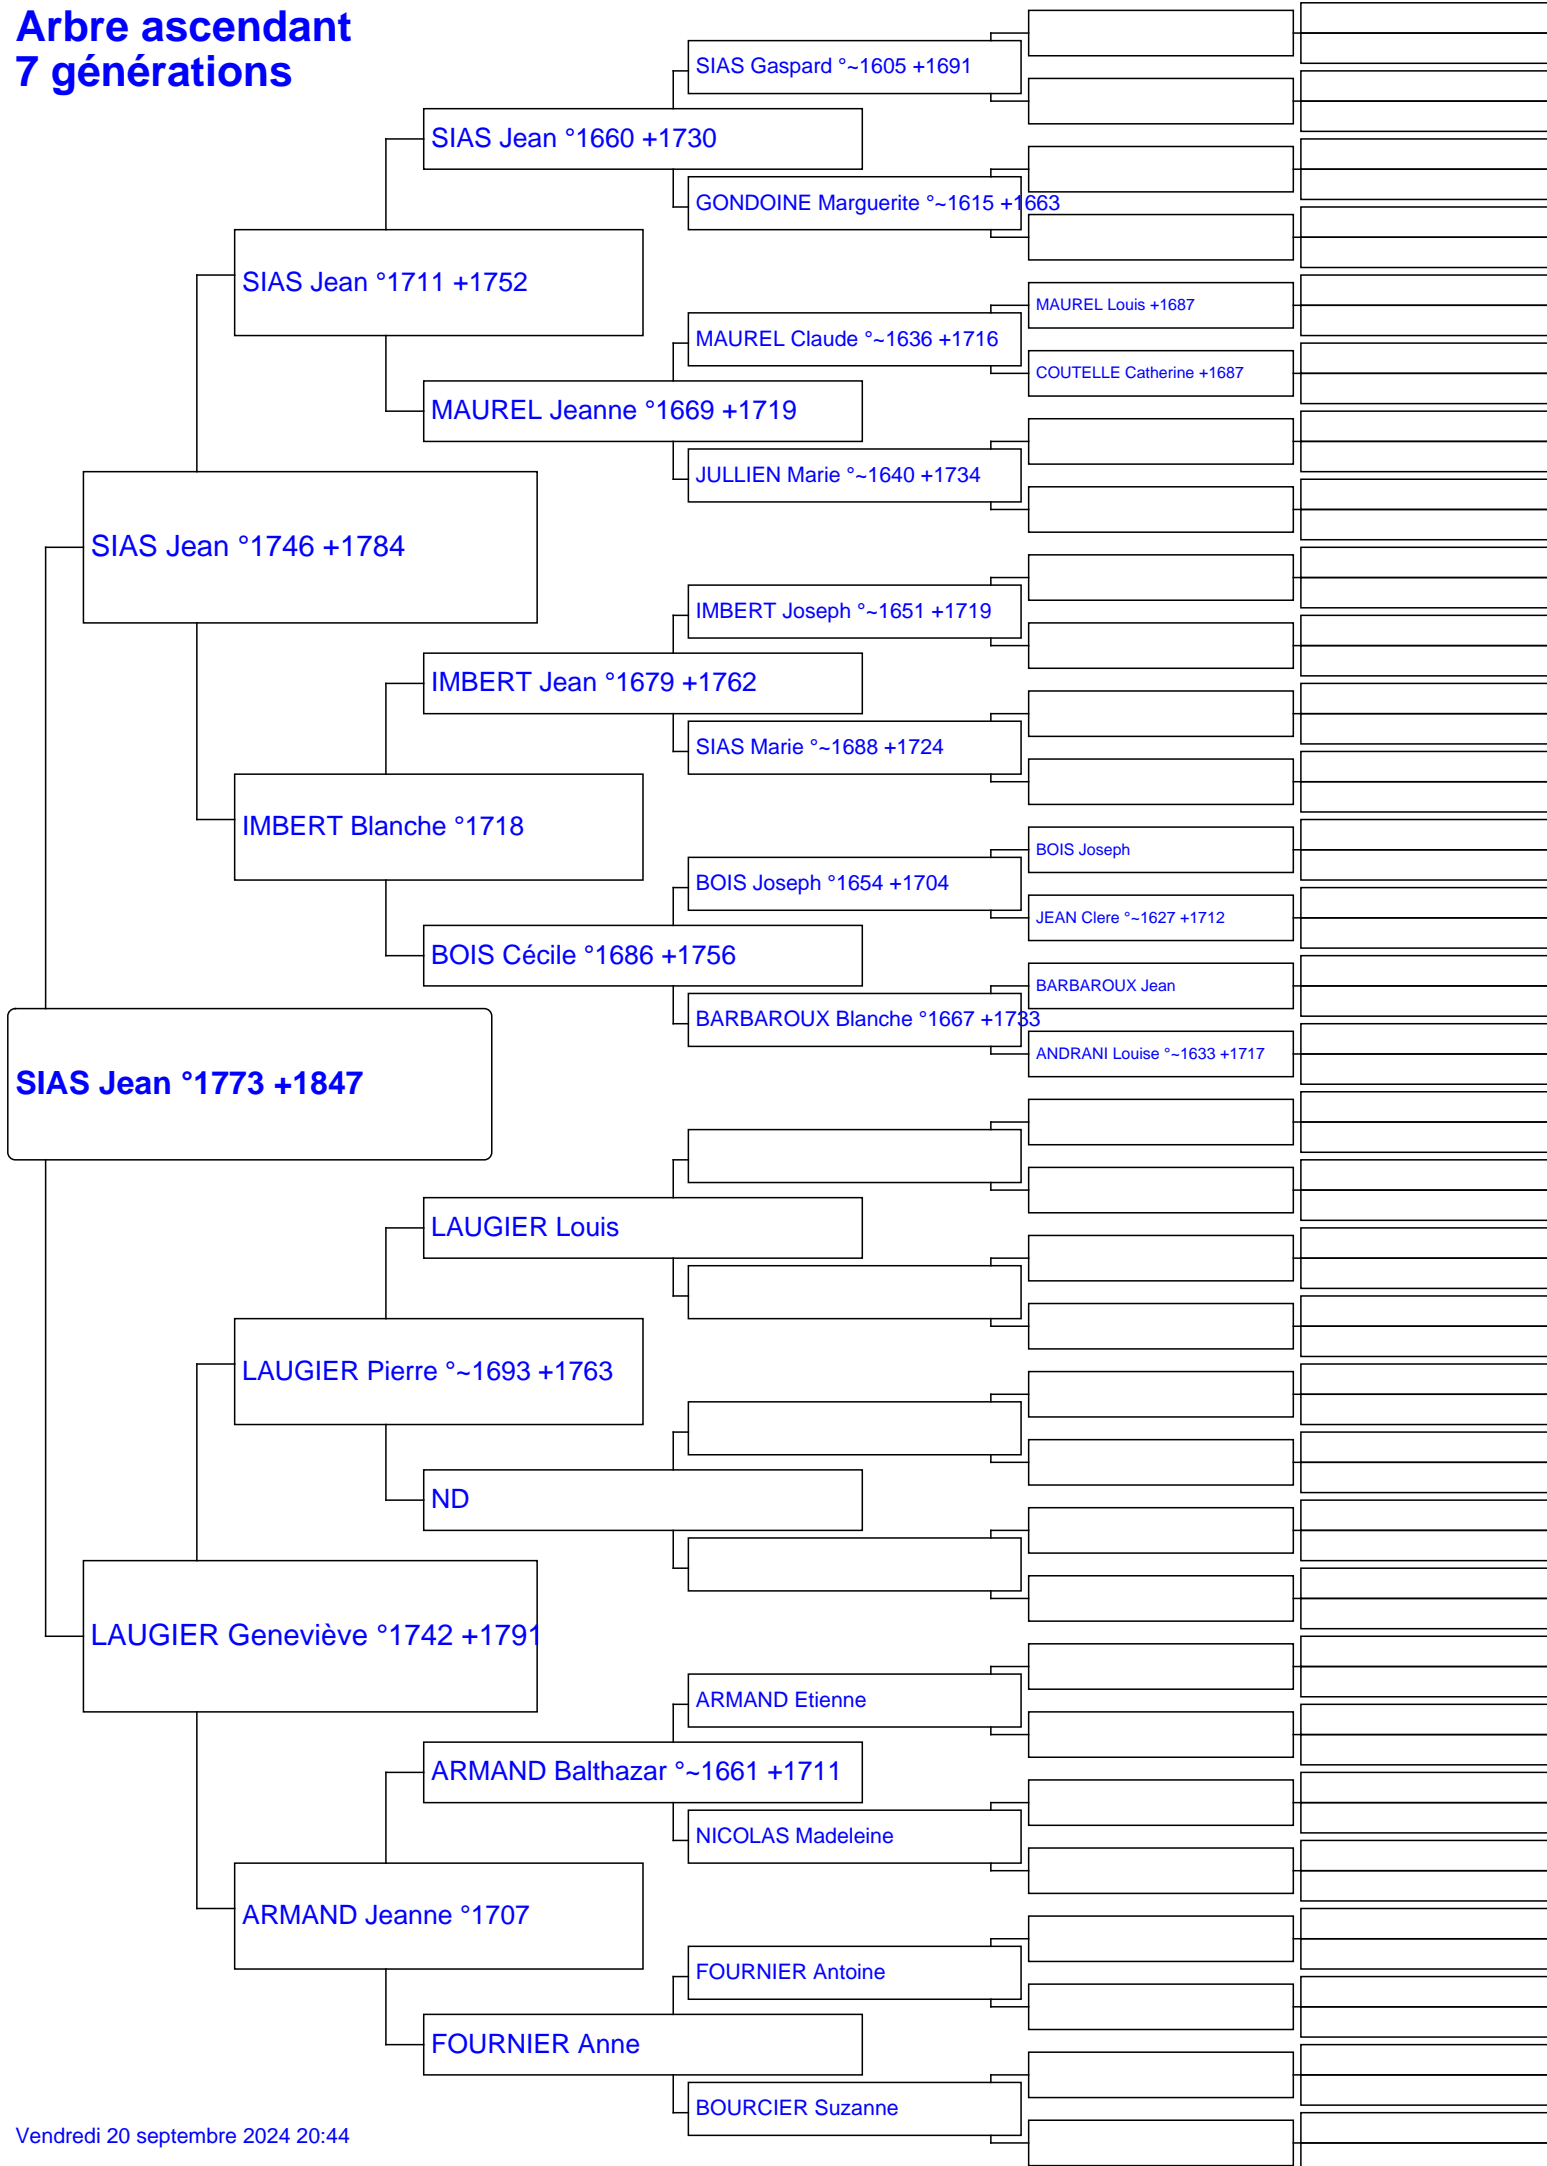 Arbre ascendant
7 générations
SIAS Gaspard °~1605 +1691
SIAS Jean °1660 +1730
GONDOINE Marguerite °~1615 +1663
SIAS Jean °1711 +1752
MAUREL Louis +1687
MAUREL Claude °~1636 +1716
COUTELLE Catherine +1687
MAUREL Jeanne °1669 +1719
JULLIEN Marie °~1640 +1734
SIAS Jean °1746 +1784
IMBERT Joseph °~1651 +1719
IMBERT Jean °1679 +1762
SIAS Marie °~1688 +1724
IMBERT Blanche °1718
BOIS Joseph
BOIS Joseph °1654 +1704
JEAN Clere °~1627 +1712
BOIS Cécile °1686 +1756
BARBAROUX Jean
BARBAROUX Blanche °1667 +1733
ANDRANI Louise °~1633 +1717
SIAS Jean °1773 +1847
LAUGIER Louis
LAUGIER Pierre °~1693 +1763
ND
LAUGIER Geneviève °1742 +1791
ARMAND Etienne
ARMAND Balthazar °~1661 +1711
NICOLAS Madeleine
ARMAND Jeanne °1707
FOURNIER Antoine
FOURNIER Anne
BOURCIER Suzanne
Vendredi 20 septembre 2024 20:44